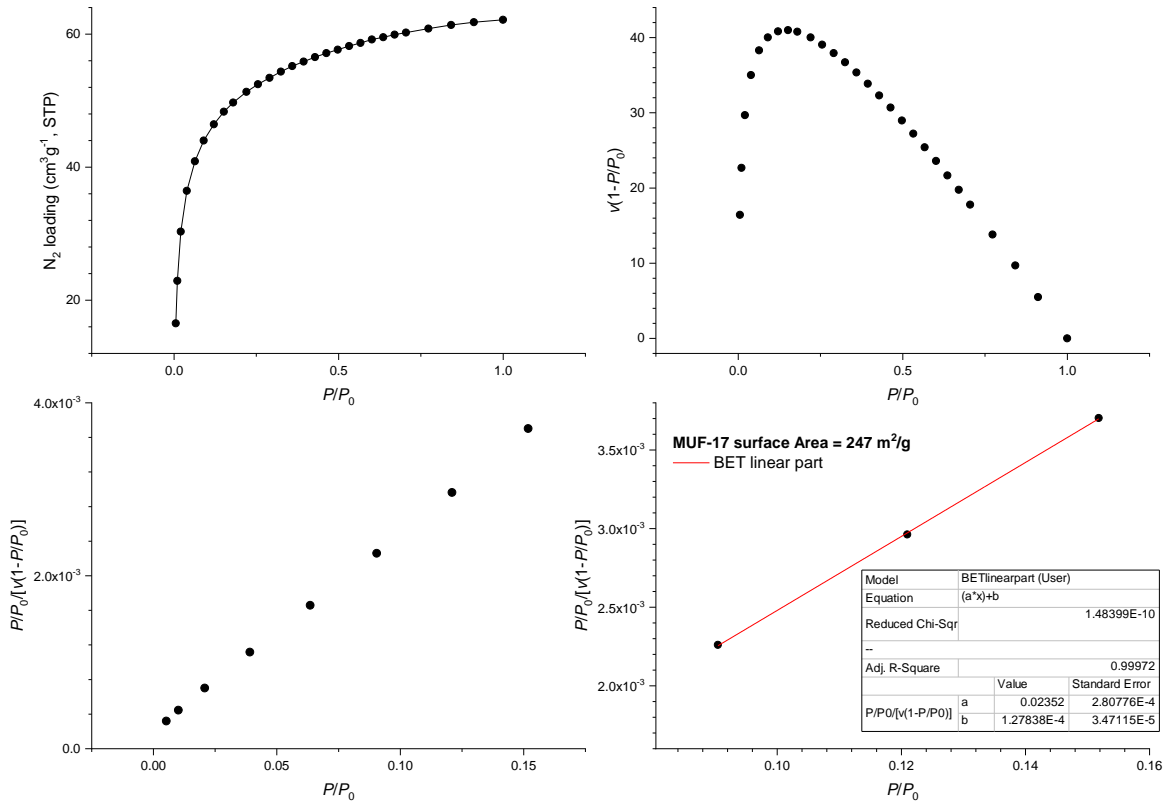 60
40
20
N2 loading (cm3g-1, STP)
0.0 0.5 1.0
P/P0
40
30
20
10
0
v(1-P/P0)
0.0 0.5 1.0
P/P0
4.0x10-3
2.0x10-3
0.0
P/P0/[v(1-P/P0)]
0.00 0.05 0.10 0.15
P/P0
3.5x10-3
3.0x10-3
2.5x10-3
2.0x10-3
P/P0/[v(1-P/P0)]
MUF-17 surface Area = 247 m2/g
BET linear part
Model BETlinearpart (User)
Equation (a*x)+b
Reduced Chi-Sqr 1.48399E-10
--
Adj. R-Square 0.99972
Value Standard Error
P/P0/[v(1-P/P0)] a 0.02352 2.80776E-4
b 1.27838E-4 3.47115E-5
0.10 0.12 0.14 0.16
P/P0